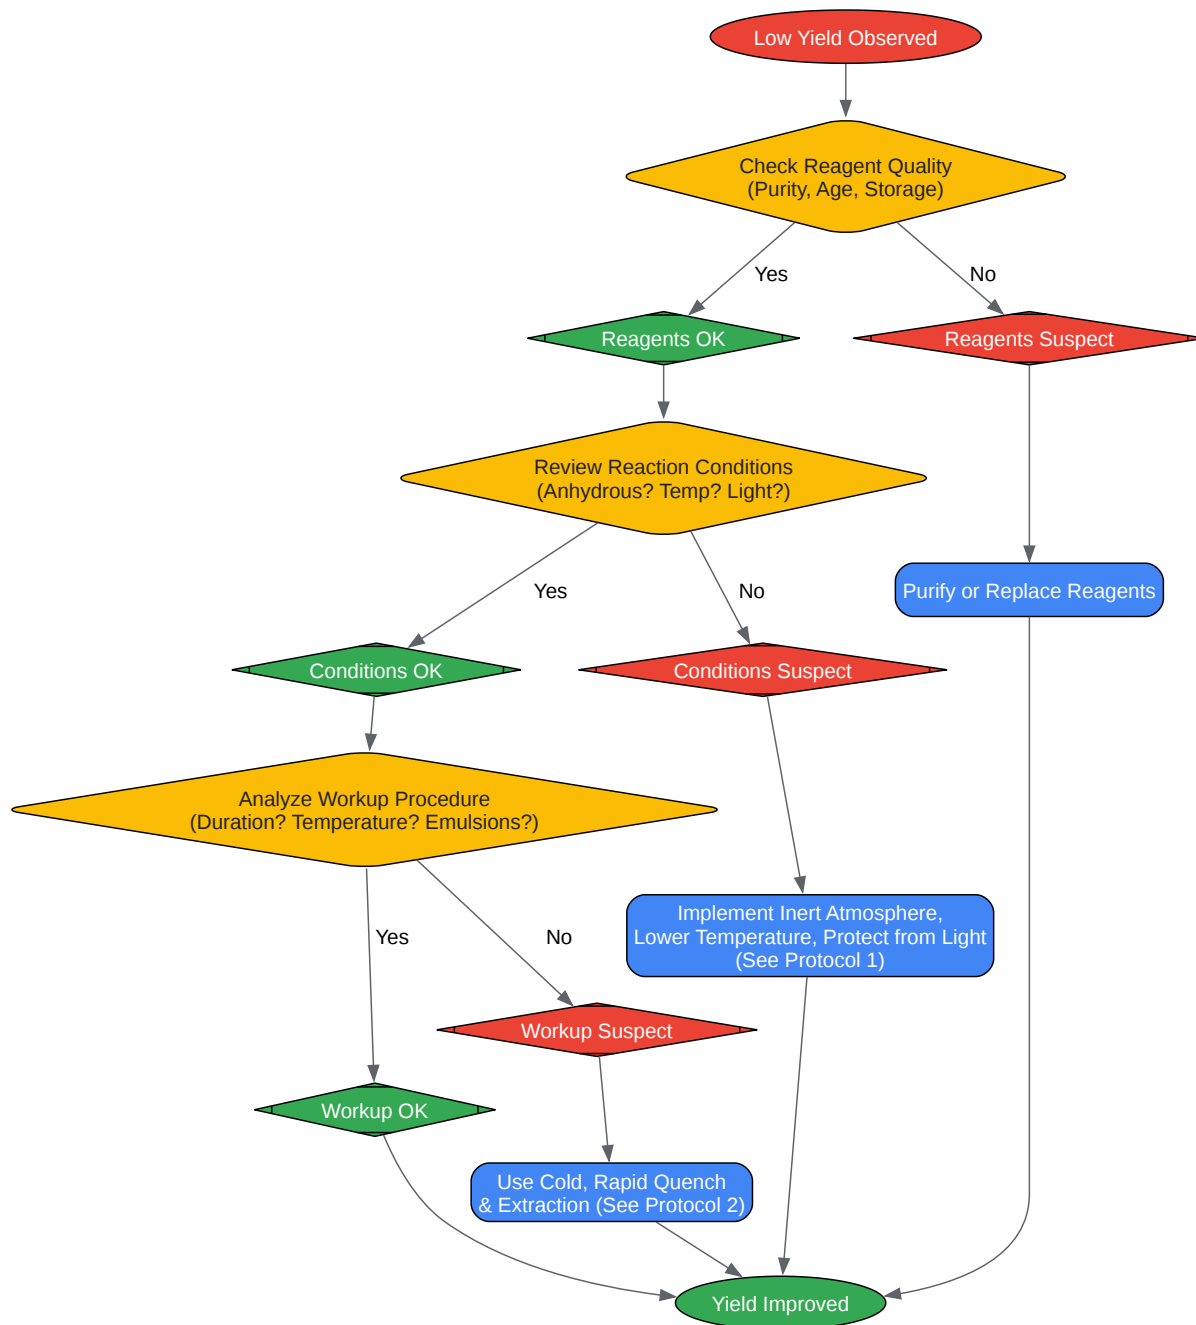 Low Yield Observed
Check Reagent Quality
(Purity, Age, Storage)
Yes
No
Reagents OK
Reagents Suspect
Review Reaction Conditions
(Anhydrous? Temp? Light?)
Yes
No
Purify or Replace Reagents
Conditions OK
Conditions Suspect
Analyze Workup Procedure
(Duration? Temperature? Emulsions?)
Implement Inert Atmosphere,
Lower Temperature, Protect from Light
(See Protocol 1)
Yes
No
Workup Suspect
Workup OK
Use Cold, Rapid Quench
& Extraction (See Protocol 2)
Yield Improved